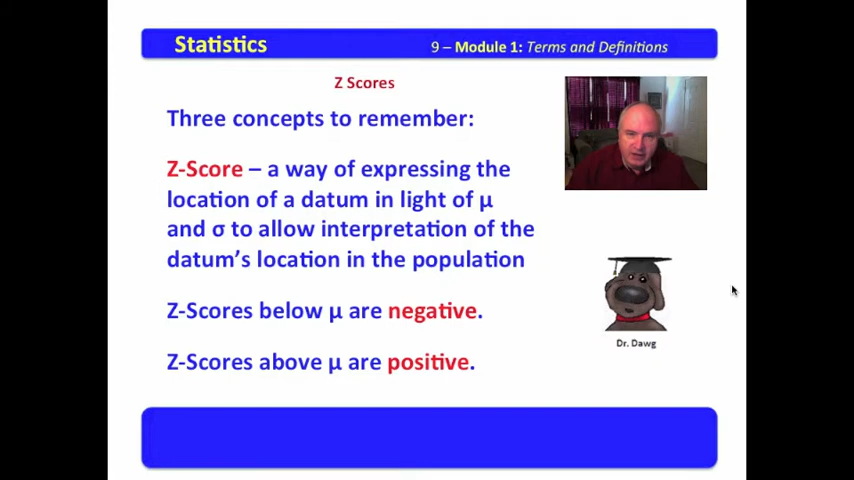 Statistics
9 – Module 1: Terms and Definitions
Z Scores
Three concepts to remember:
Z-Score – a way of expressing the
location of a datum in light of μ
and σ to allow interpretation of the
datum's location in the population
Z-Scores below μ are negative.
Z-Scores above μ are positive.
Dr. Dawg